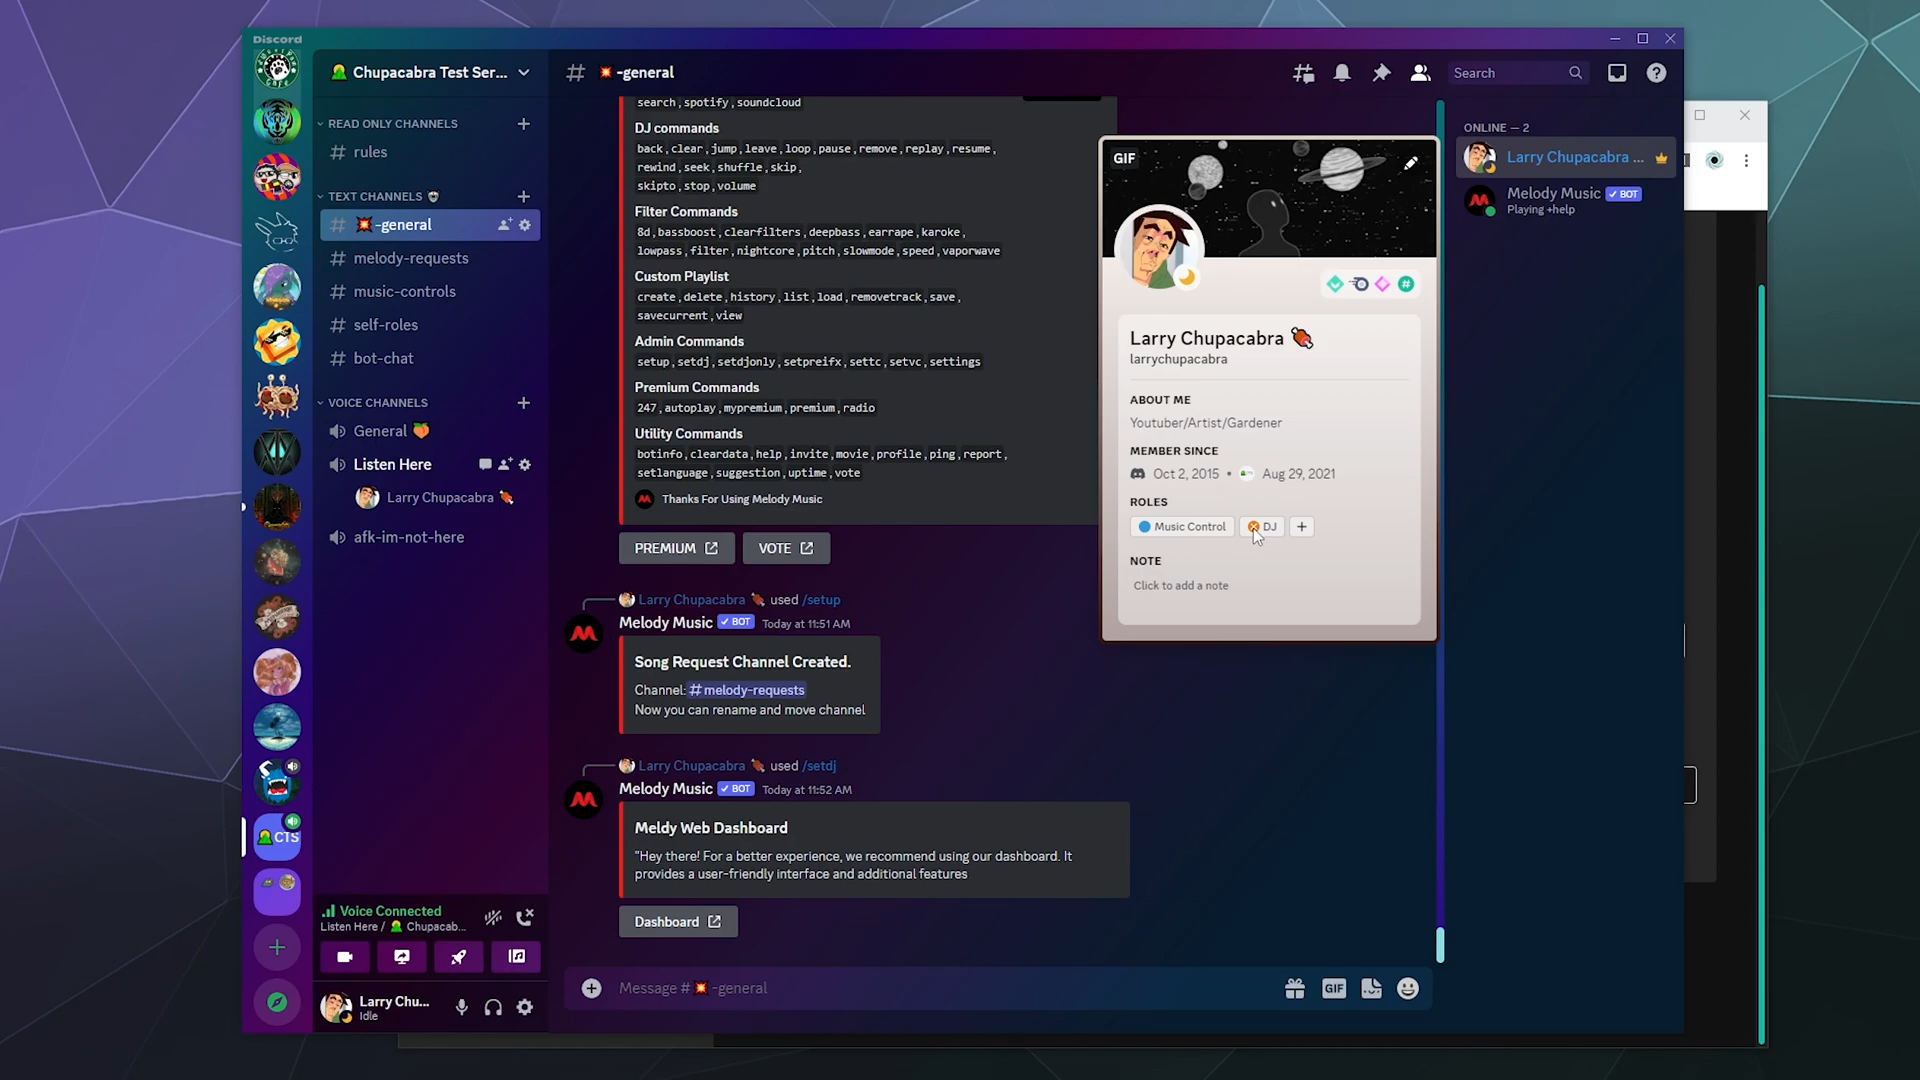 Discord
Chupacabra Test Ser...
READ ONLY CHANNELS
rules
TEXT CHANNELS
-general
melody-requests
music-controls
self-roles
bot-chat
VOICE CHANNELS
General
Listen Here
Larry Chupacabra
afk-im-not-here
CTS
Voice Connected
Listen Here / Chupacab...
Larry Chu...
Idle
-general
Search
search,spotify,soundcloud
DJ commands
back,clear,jump,leave,loop,pause,remove,replay,resume,
rewind,seek,shuffle,skip,
skipto,stop,volume
Filter Commands
8d,bassboost,clearfilters,deepbass,earrape,karoke,
lowpass,filter,nightcore,pitch,slowmode,speed,vaporwave
Custom Playlist
create,delete,history,list,load,removetrack,save,
savecurrent,view
Admin Commands
setup,setdj,setdjonly,setpreifx,settc,setvc,settings
Premium Commands
247,autoplay,mypremium,premium,radio
Utility Commands
botinfo,cleardata,help,invite,movie,profile,ping,report,
setlanguage,suggestion,uptime,vote
Thanks For Using Melody Music
PREMIUM
VOTE
Larry Chupacabra used /setup
Melody Music BOT Today at 11:51 AM
Song Request Channel Created.
Channel: #melody-requests
Now you can rename and move channel
Larry Chupacabra used /setdj
Melody Music BOT Today at 11:52 AM
Meldy Web Dashboard
"Hey there! For a better experience, we recommend using our dashboard. It
provides a user-friendly interface and additional features
Dashboard
Message # -general
GIF
GIF
Larry Chupacabra
larrychupacabra
ABOUT ME
Youtuber/Artist/Gardener
MEMBER SINCE
Oct 2, 2015 • Aug 29, 2021
ROLES
Music Control
DJ
NOTE
Click to add a note
ONLINE — 2
Larry Chupacabra ...
Melody Music BOT
Playing +help